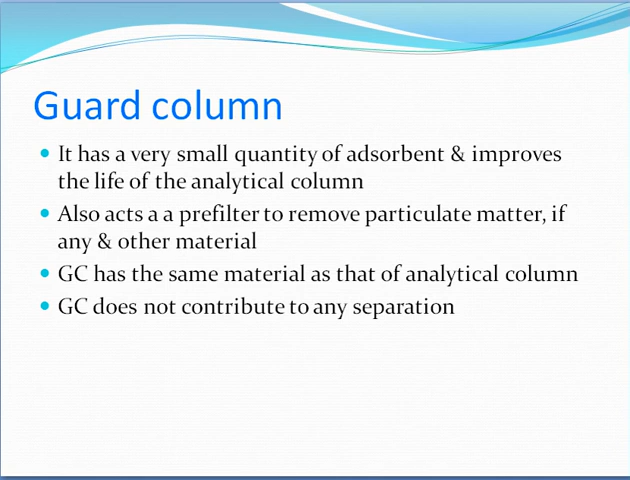 Guard column
• It has a very small quantity of adsorbent & improves
the life of the analytical column
• Also acts a a prefilter to remove particulate matter, if
any & other material
• GC has the same material as that of analytical column
• GC does not contribute to any separation